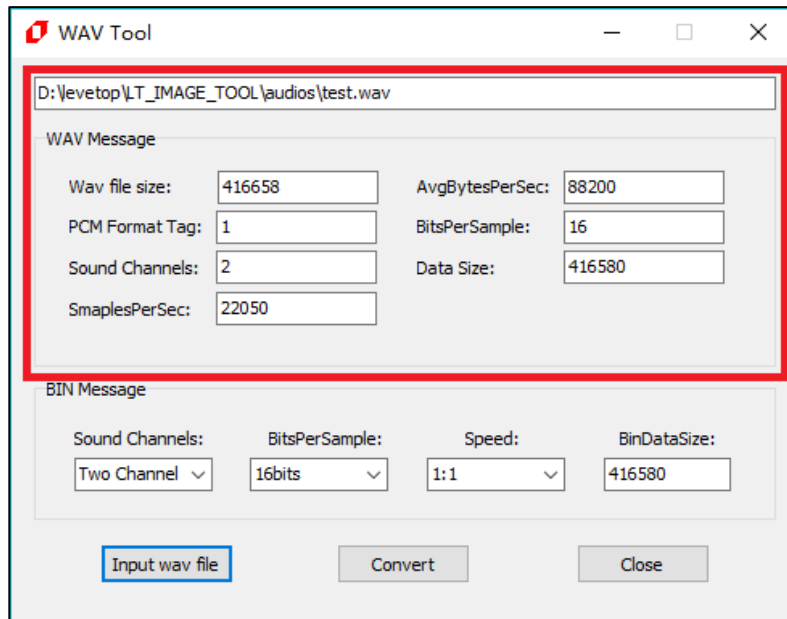 WAV Tool
D:\levetop\LT_IMAGE_TOOL\audios\test.wav
WAV Message
Wav file size: 416658 AvgBytesPerSec: 88200
PCM Format Tag: 1 BitsPerSample: 16
Sound Channels: 2 Data Size: 416580
SmaplesPerSec: 22050
BIN Message
Sound Channels: BitsPerSample: Speed: BinDataSize:
Two Channel 16bits 1:1 416580
Input wav file Convert Close